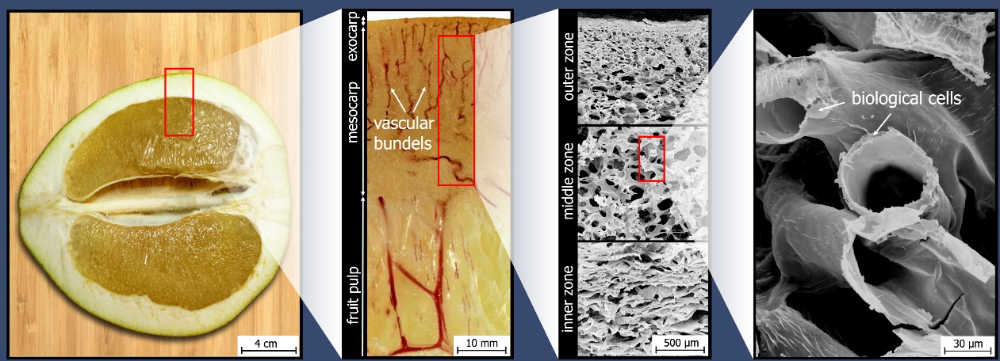 4 cm
exocarp
mesocarp
fruit pulp
vascular
bundels
10 mm
outer zone
middle zone
inner zone
500 µm
biological cells
30 µm